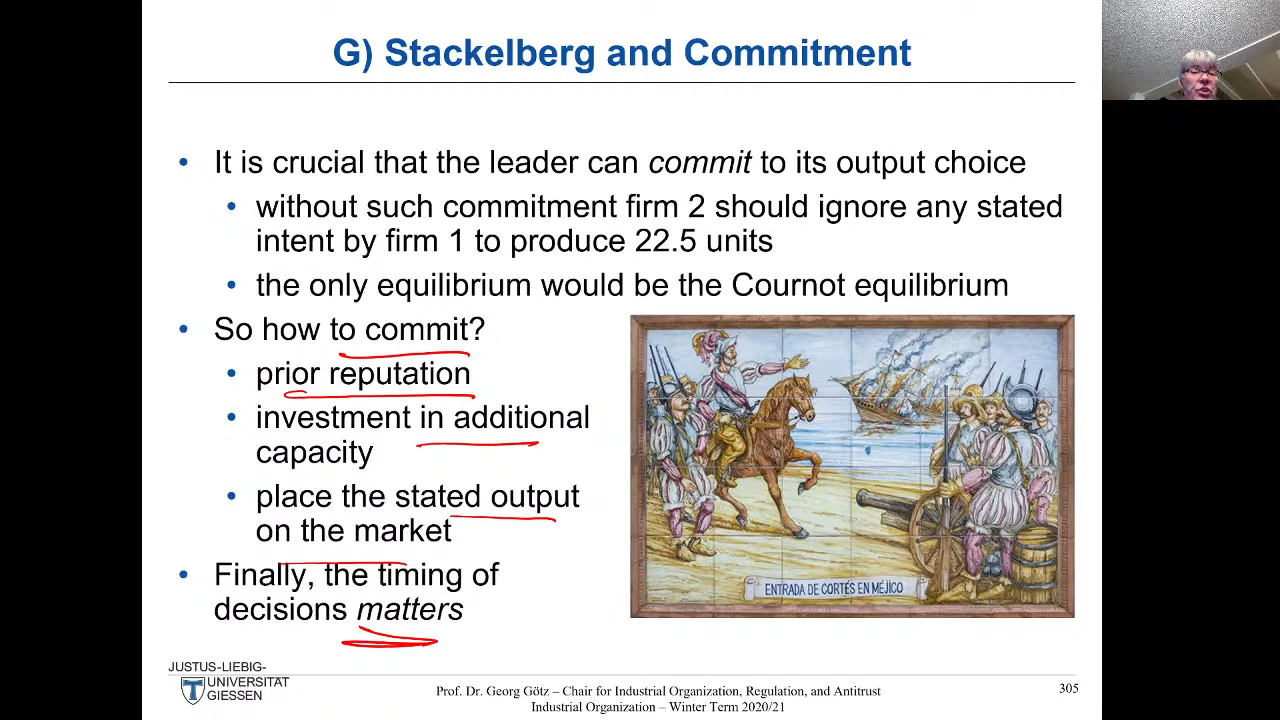 G) Stackelberg and Commitment
• It is crucial that the leader can commit to its output choice
• without such commitment firm 2 should ignore any stated
intent by firm 1 to produce 22.5 units
• the only equilibrium would be the Cournot equilibrium
• So how to commit?
• prior reputation
• investment in additional
capacity
• place the stated output
on the market
• Finally, the timing of
decisions matters
ENTRADA DE CORTÉS EN MÉJICO
JUSTUS-LIEBIG-
UNIVERSITÄT
GIESSEN
Prof. Dr. Georg Götz – Chair for Industrial Organization, Regulation, and Antitrust
Industrial Organization – Winter Term 2020/21
305